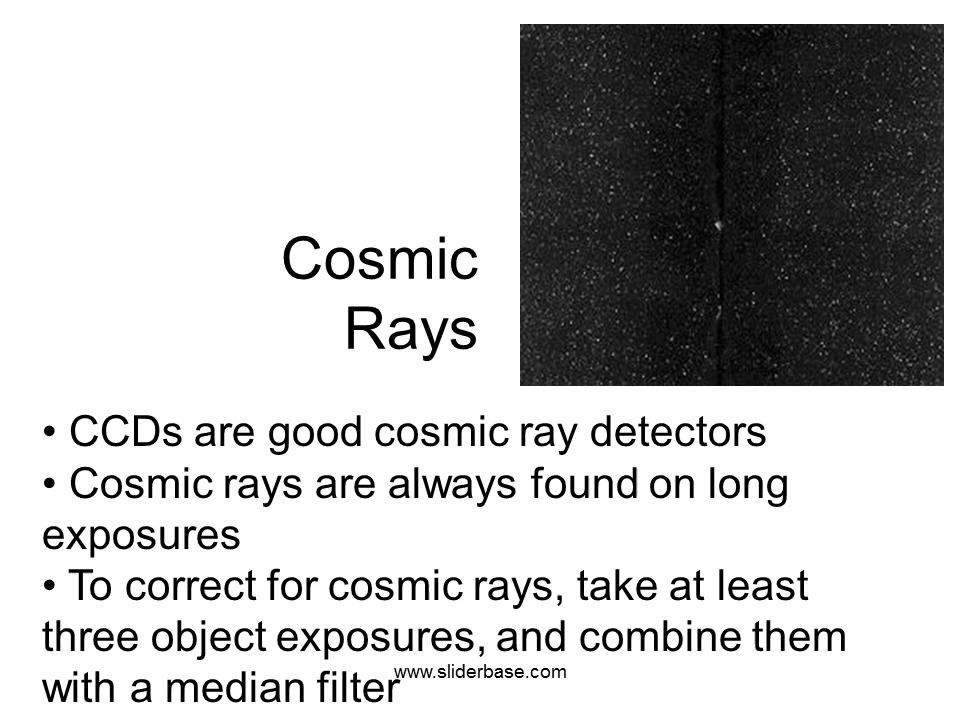 Cosmic
Rays
• CCDs are good cosmic ray detectors
• Cosmic rays are always found on long
exposures
• To correct for cosmic rays, take at least
three object exposures, and combine them
with a median filter
www.sliderbase.com